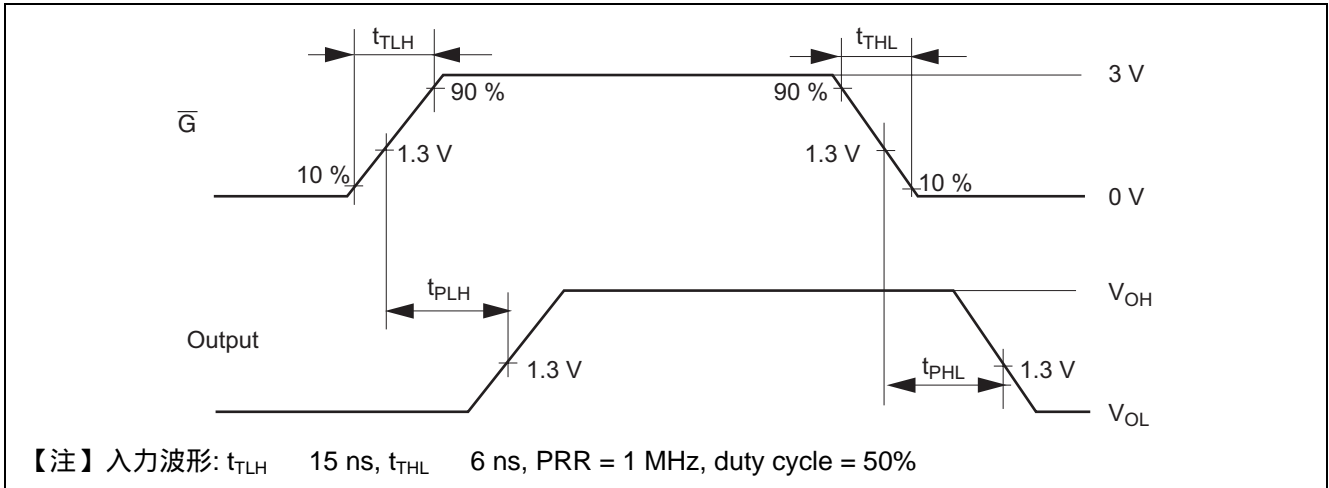 tTLH tTHL
3 V
90 % 90 %
G̅
1.3 V 1.3 V
10 % 10 %
0 V
tPLH VOH
Output
1.3 V tPHL 1.3 V
VOL
【注】入力波形: tTLH 15 ns, tTHL 6 ns, PRR = 1 MHz, duty cycle = 50%